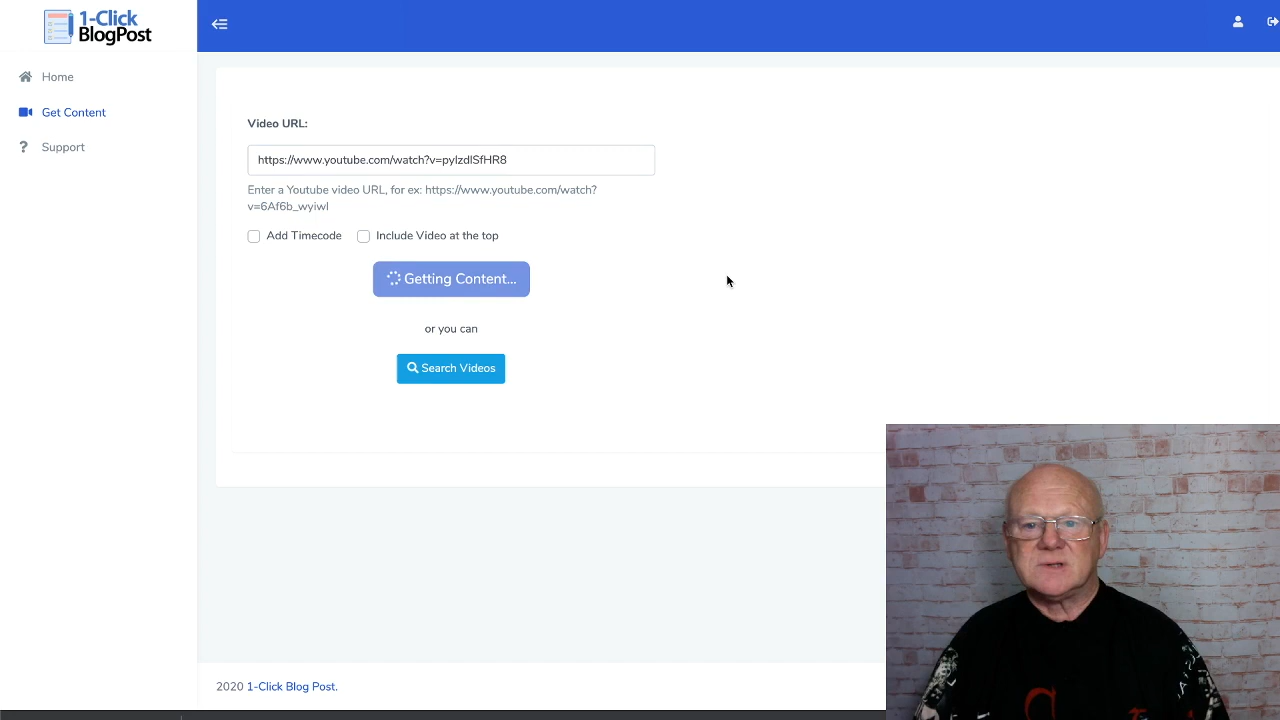 1-Click
BlogPost
Home
Get Content
Support
Video URL:
https://www.youtube.com/watch?v=pyIzdlSfHR8
Enter a Youtube video URL, for ex: https://www.youtube.com/watch?
v=6Af6b_wyiwI
Add Timecode
Include Video at the top
Getting Content...
or you can
Search Videos
2020 1-Click Blog Post.